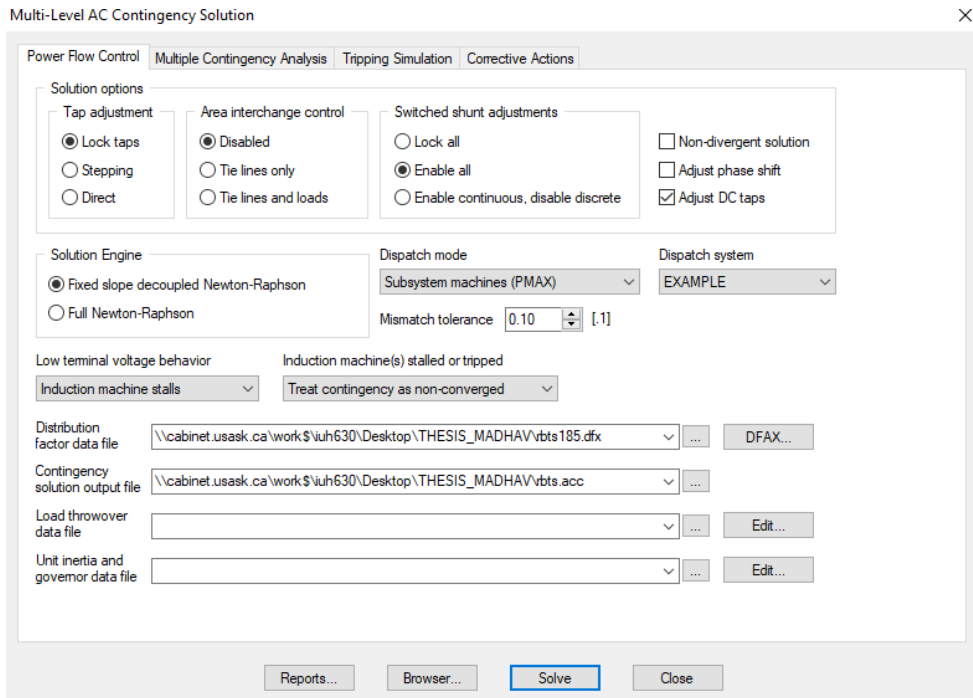 Multi-Level AC Contingency Solution
Power Flow Control Multiple Contingency Analysis Tripping Simulation Corrective Actions
Solution options
Tap adjustment Area interchange control Switched shunt adjustments
Lock taps Disabled Lock all Non-divergent solution
Stepping Tie lines only Enable all Adjust phase shift
Direct Tie lines and loads Enable continuous, disable discrete Adjust DC taps
Solution Engine Dispatch mode Dispatch system
Fixed slope decoupled Newton-Raphson Subsystem machines (PMAX) EXAMPLE
Full Newton-Raphson Mismatch tolerance 0.10 [.1]
Low terminal voltage behavior Induction machine(s) stalled or tripped
Induction machine stalls Treat contingency as non-converged
Distribution
factor data file \\cabinet.usask.ca\work$\iuh630\Desktop\THESIS_MADHAV\rbts185.dfx ... DFAX...
Contingency
solution output file \\cabinet.usask.ca\work$\iuh630\Desktop\THESIS_MADHAV\rbts.acc ...
Load throwover
data file ... Edit...
Unit inertia and
governor data file ... Edit...
Reports... Browser... Solve Close